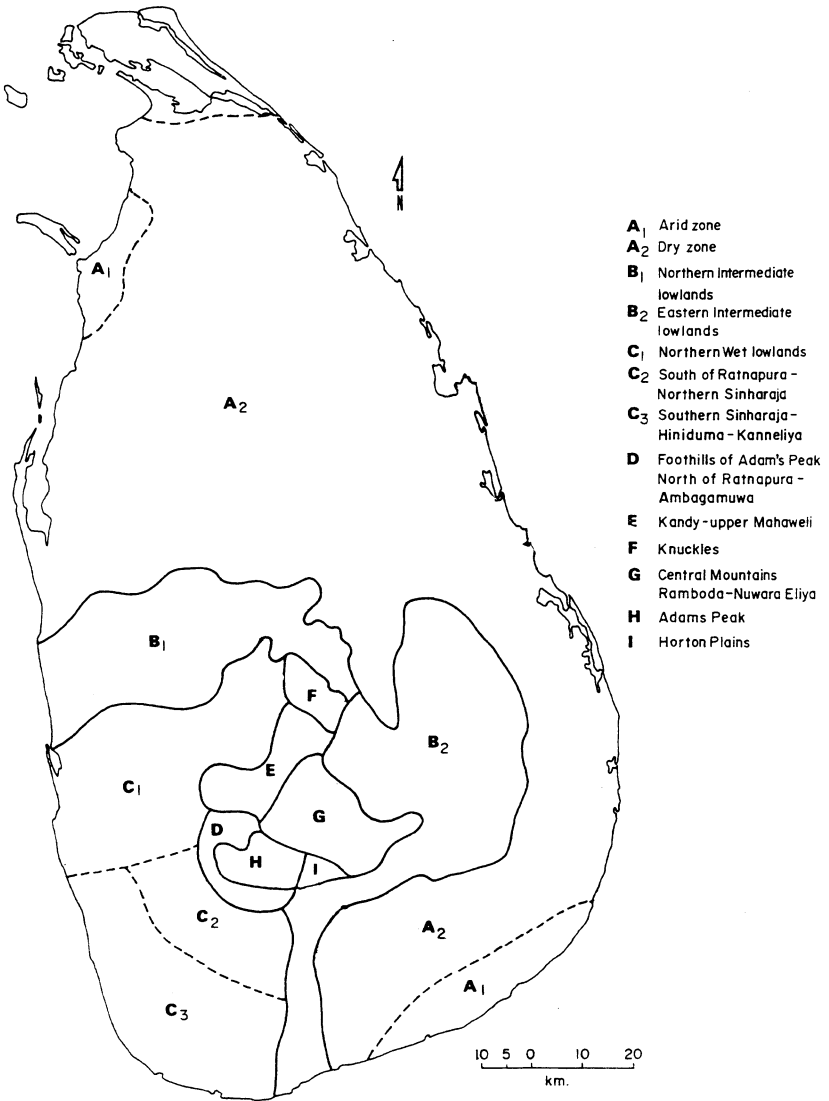 N
A1
A2
B1
F
B2
E
C1
G
D
H
I
C2
A2
A1
C3
A1 Arid zone
A2 Dry zone
B1 Northern Intermediate
lowlands
B2 Eastern Intermediate
lowlands
C1 Northern Wet lowlands
C2 South of Ratnapura -
Northern Sinharaja
C3 Southern Sinharaja -
Hiniduma - Kanneliya
D Foothills of Adam's Peak
North of Ratnapura -
Ambagamuwa
E Kandy - upper Mahaweli
F Knuckles
G Central Mountains
Ramboda-Nuwara Eliya
H Adams Peak
I Horton Plains
10 5 0 10 20
km.